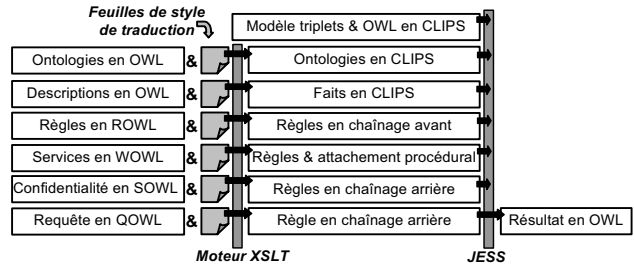 Feuilles de style
de traduction
Modèle triplets & OWL en CLIPS
Ontologies en OWL & Ontologies en CLIPS
Descriptions en OWL & Faits en CLIPS
Règles en ROWL & Règles en chaînage avant
Services en WOWL & Règles & attachement procédural
Confidentialité en SOWL & Règles en chaînage arrière
Requête en QOWL & Règle en chaînage arrière Résultat en OWL
Moteur XSLT JESS